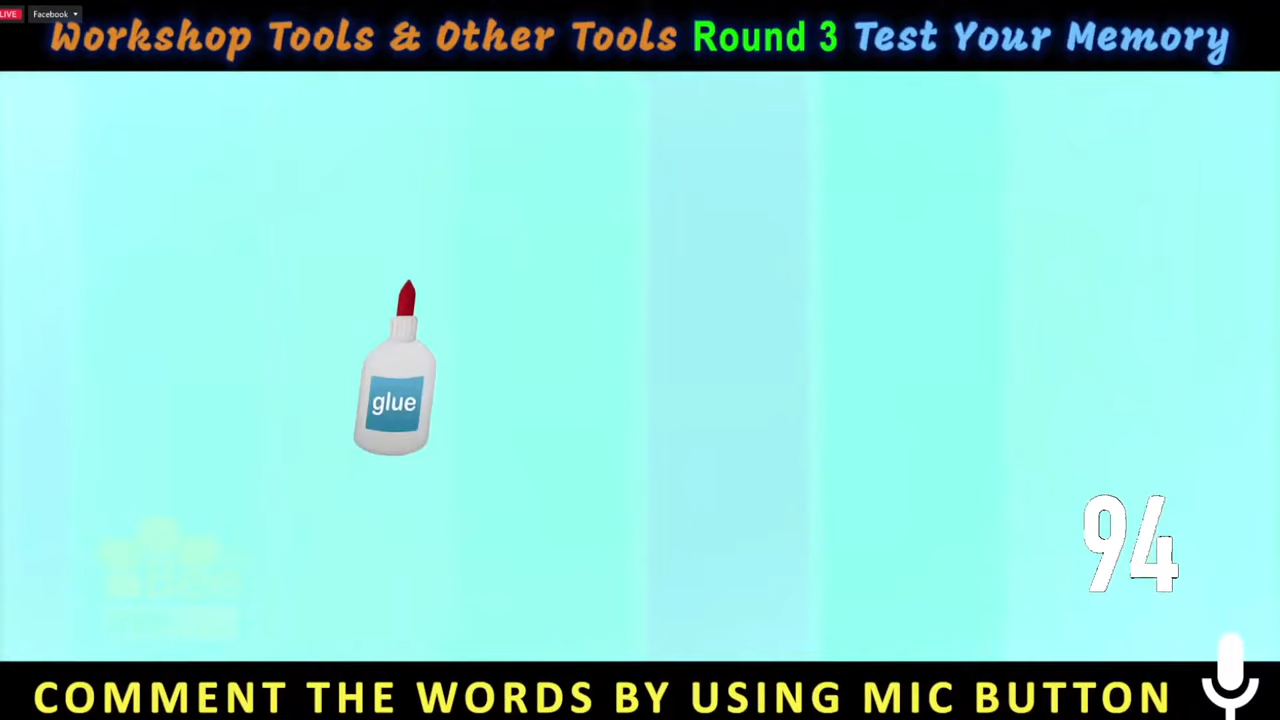 LIVE
Facebook
Workshop Tools & Other Tools Round 3 Test Your Memory
glue
94
COMMENT THE WORDS BY USING MIC BUTTON